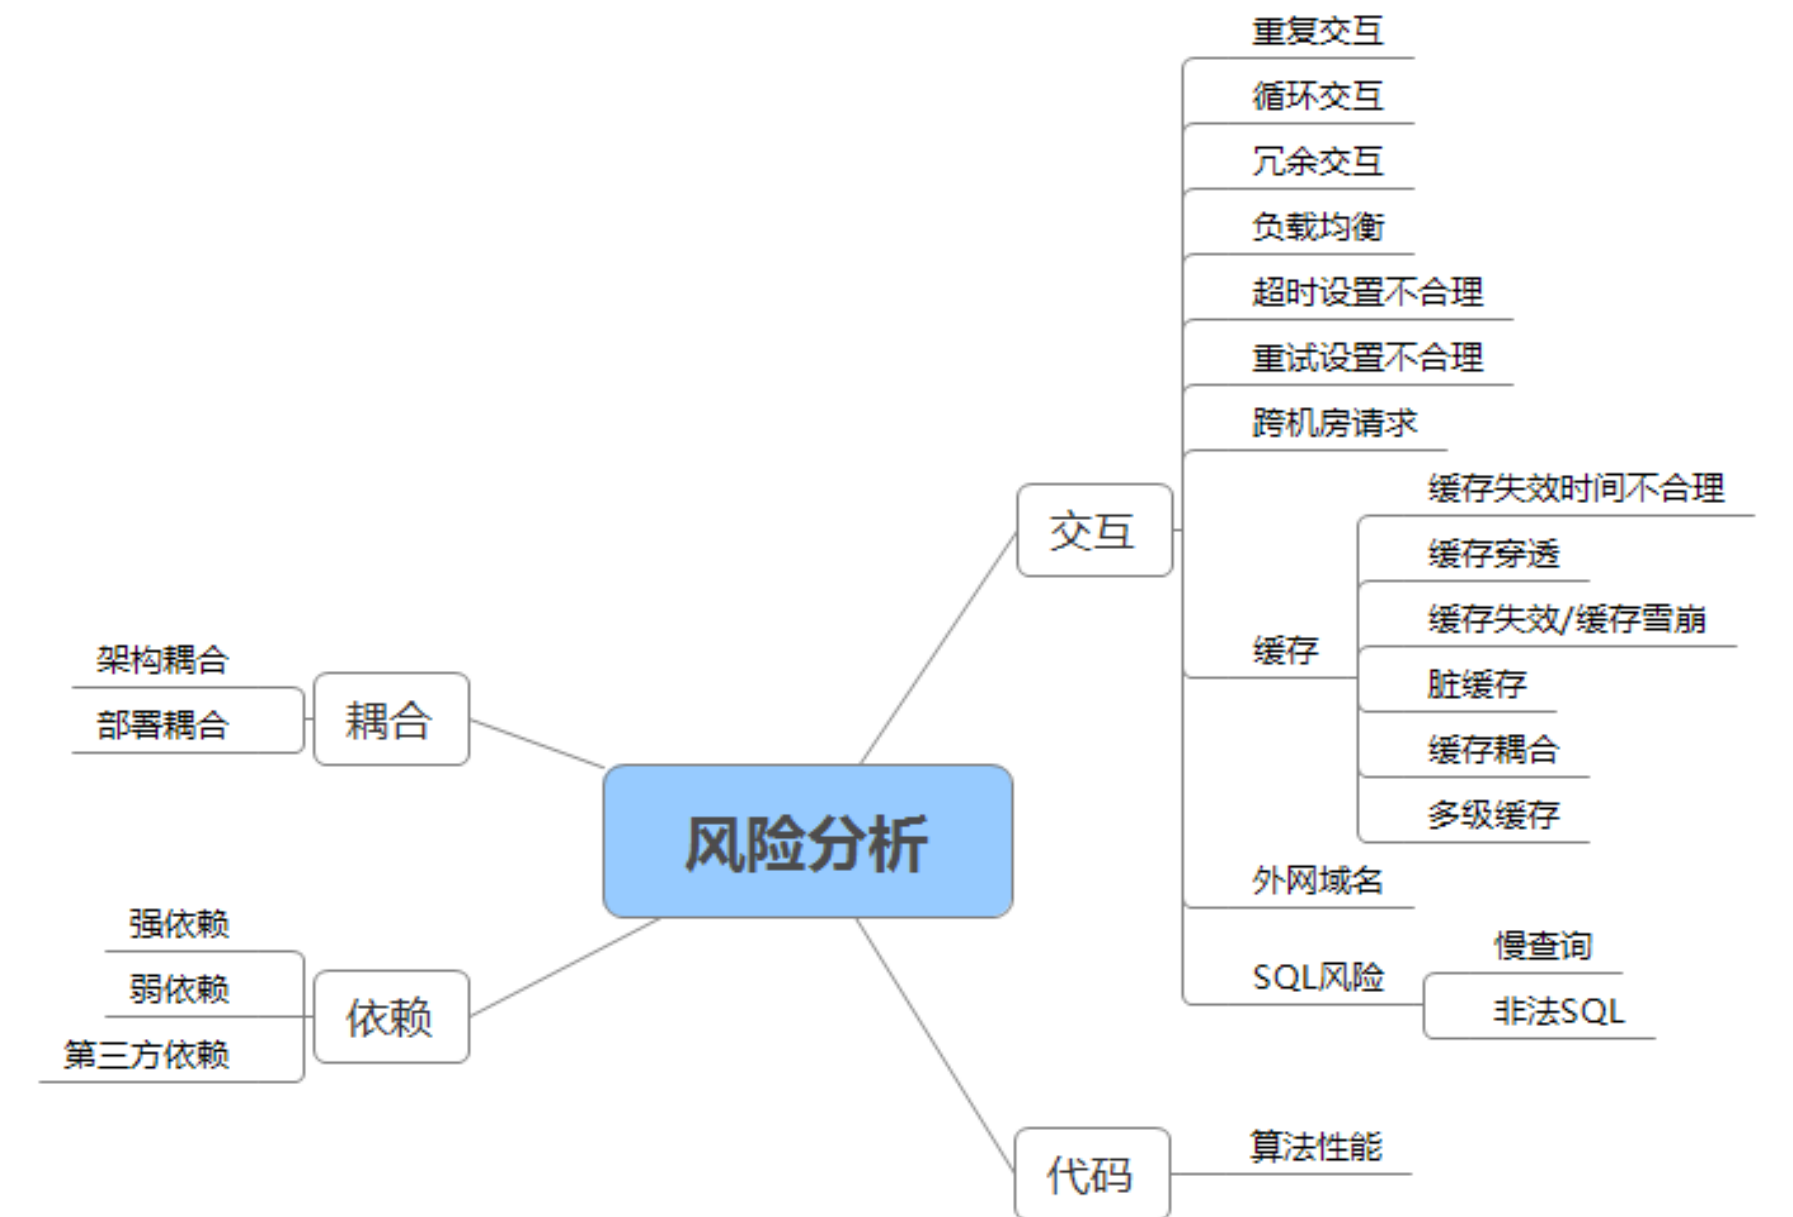 重复交互
循环交互
冗余交互
负载均衡
超时设置不合理
重试设置不合理
跨机房请求
缓存失效时间不合理
交互
缓存穿透
缓存失效/缓存雪崩
缓存
架构耦合
脏缓存
耦合
部署耦合
缓存耦合
多级缓存
风险分析
外网域名
强依赖
慢查询
SQL风险
弱依赖
依赖
非法SQL
第三方依赖
算法性能
代码